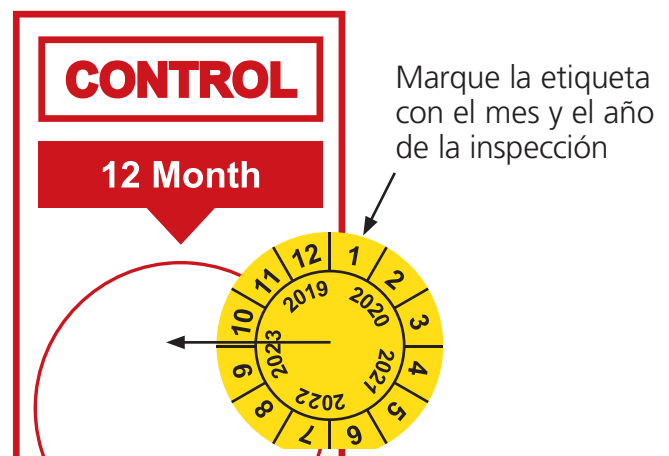 CONTROL
12 Month
Marque la etiqueta
con el mes y el año
de la inspección
1 2 3 4 5 6 7 8 9 10 11 12
2019 2020 2021 2022 2023